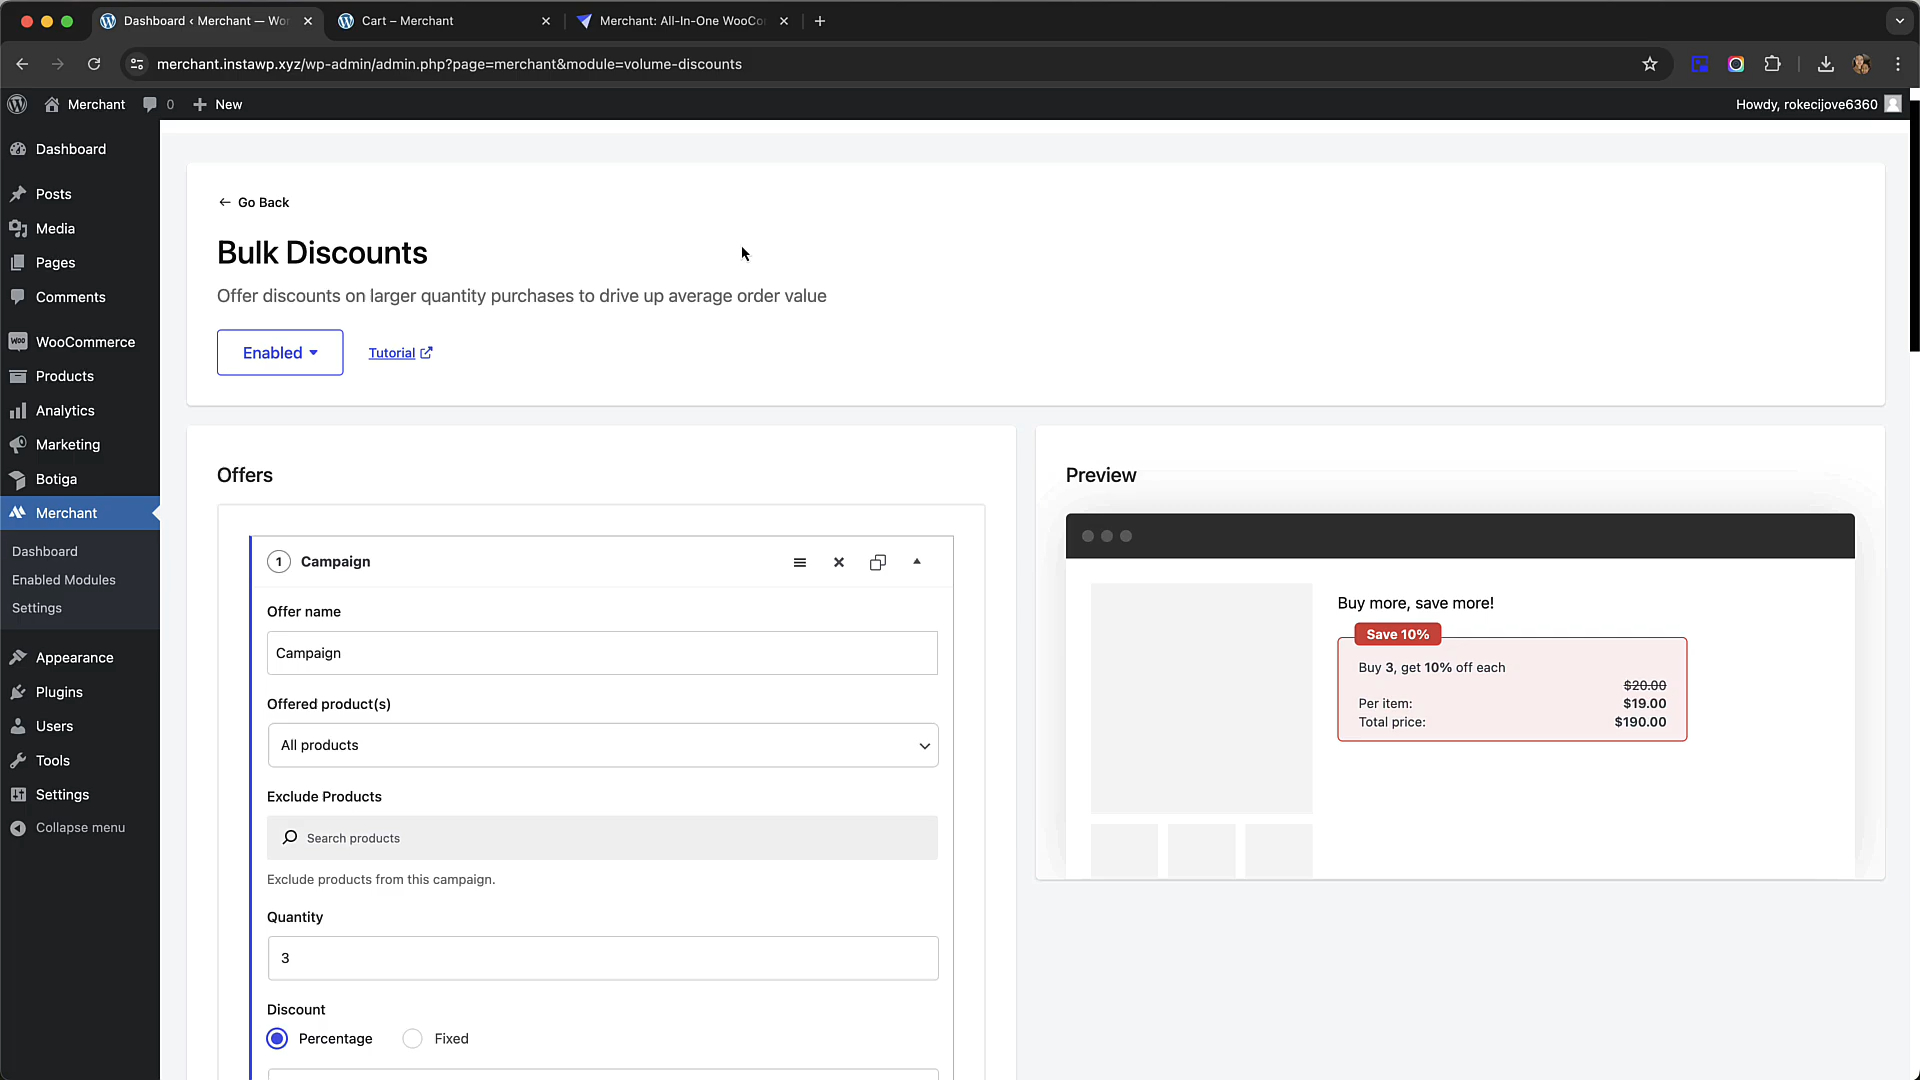 Dashboard ‹ Merchant — Wor
Cart – Merchant
Merchant: All-In-One WooCo
merchant.instawp.xyz/wp-admin/admin.php?page=merchant&module=volume-discounts
Merchant
0
New
Howdy, rokecijove6360
Dashboard
Posts
Media
Pages
Comments
WooCommerce
Products
Analytics
Marketing
Botiga
Merchant
Dashboard
Enabled Modules
Settings
Appearance
Plugins
Users
Tools
Settings
Collapse menu
← Go Back
Bulk Discounts
Offer discounts on larger quantity purchases to drive up average order value
Enabled
Tutorial
Offers
1 Campaign
Offer name
Campaign
Offered product(s)
All products
Exclude Products
Search products
Exclude products from this campaign.
Quantity
3
Discount
Percentage
Fixed
Preview
Buy more, save more!
Save 10%
Buy 3, get 10% off each
$20.00
Per item: $19.00
Total price: $190.00